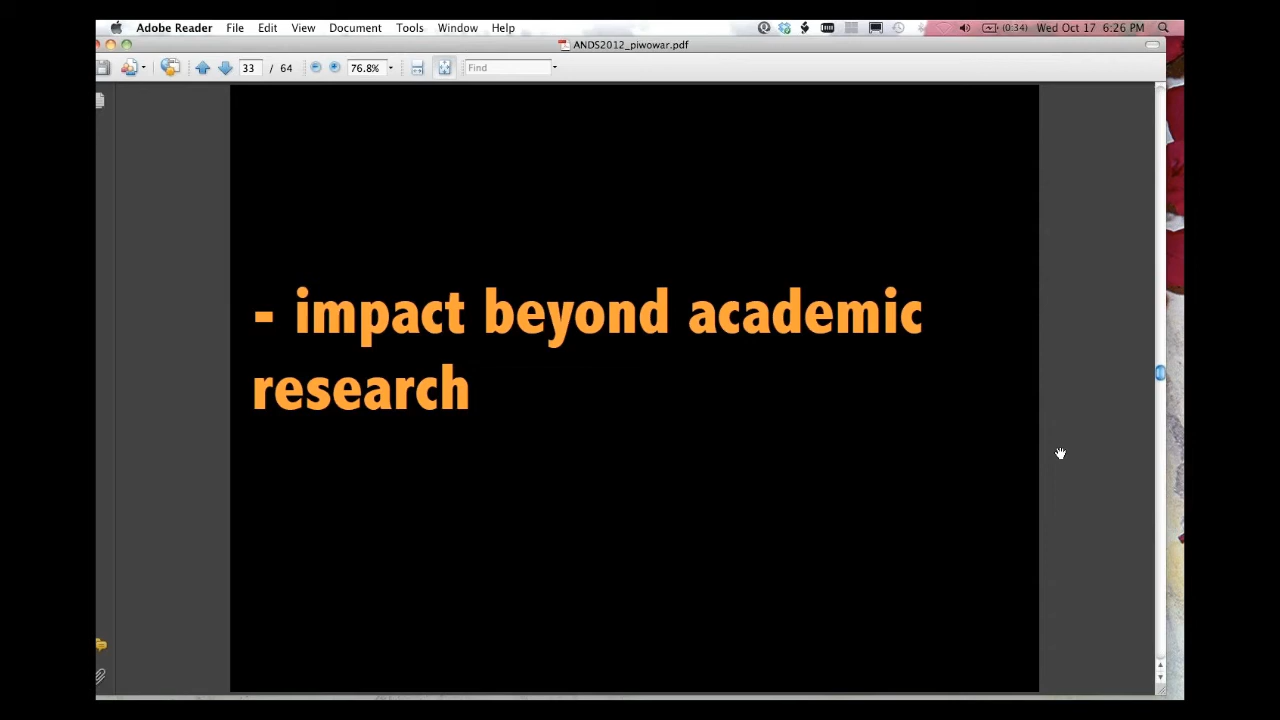 Adobe Reader File Edit View Document Tools Window Help (0:34) Wed Oct 17 6:26 PM
ANDS2012_piwowar.pdf
33 / 64 76.8% Find
- impact beyond academic
research